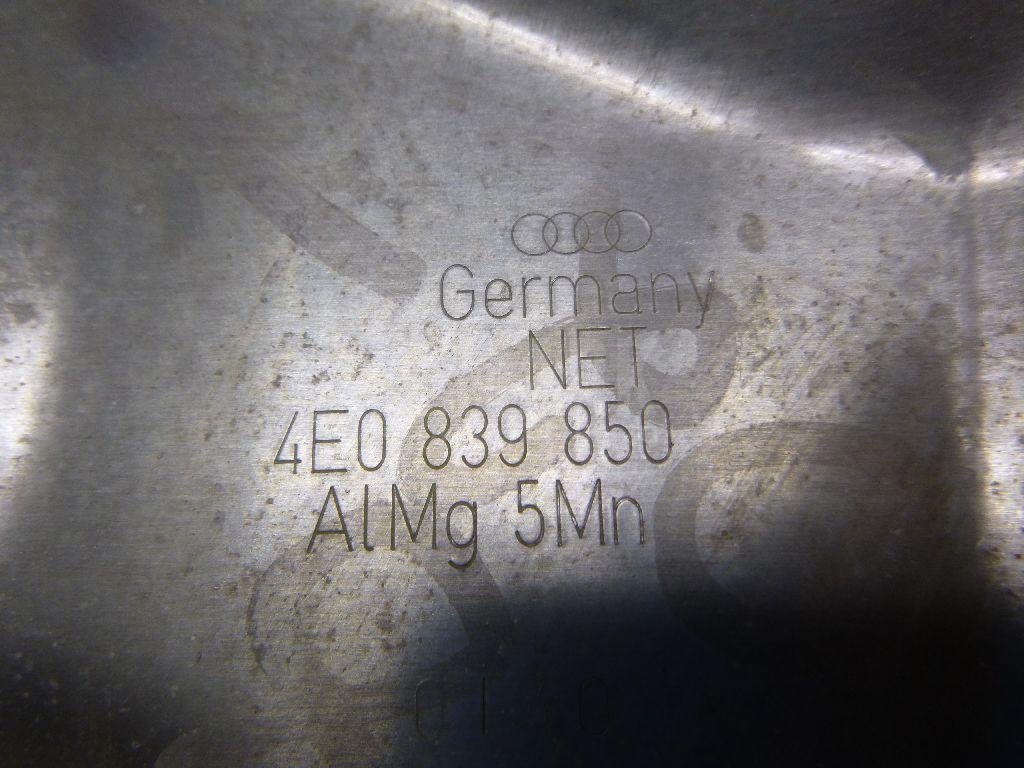 Germany
NET
4E0 839 850
AlMg 5Mn